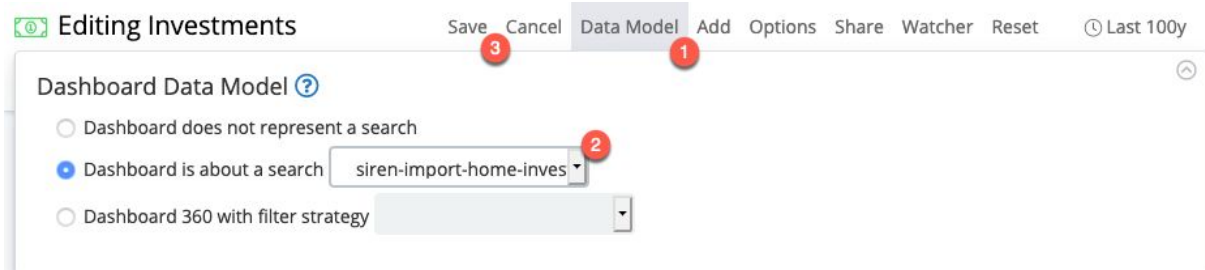 Editing Investments Save Cancel Data Model Add Options Share Watcher Reset Last 100y
3 1
Dashboard Data Model ?
Dashboard does not represent a search
2
Dashboard is about a search siren-import-home-inves
Dashboard 360 with filter strategy